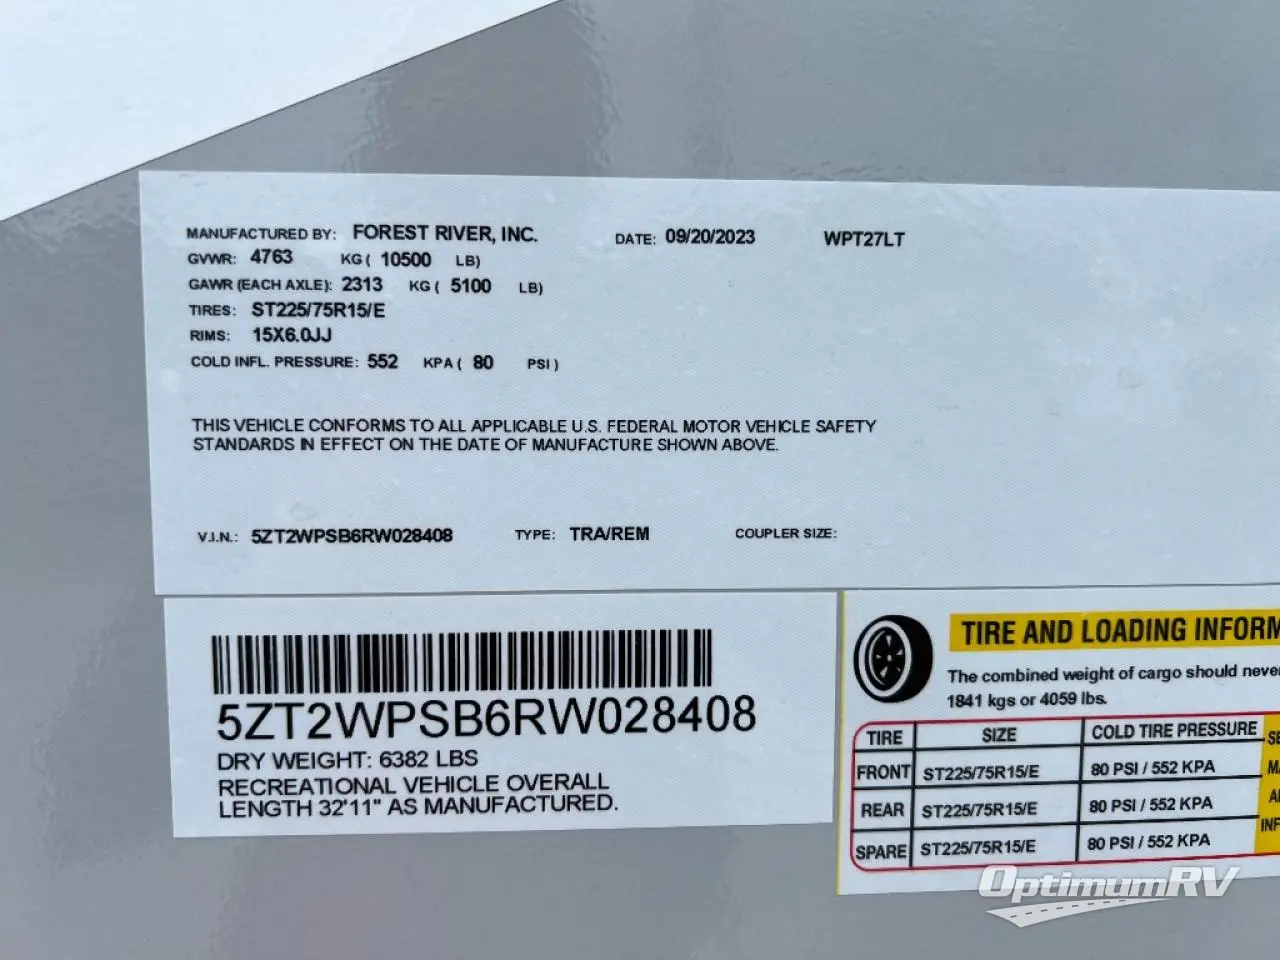 MANUFACTURED BY: FOREST RIVER, INC. DATE: 09/20/2023 WPT27LT
GVWR: 4763 KG ( 10500 LB)
GAWR (EACH AXLE): 2313 KG ( 5100 LB)
TIRES: ST225/75R15/E
RIMS: 15X6.0JJ
COLD INFL. PRESSURE: 552 KPA ( 80 PSI )
THIS VEHICLE CONFORMS TO ALL APPLICABLE U.S. FEDERAL MOTOR VEHICLE SAFETY
STANDARDS IN EFFECT ON THE DATE OF MANUFACTURE SHOWN ABOVE.
V.I.N.: 5ZT2WPSB6RW028408 TYPE: TRA/REM COUPLER SIZE:
5ZT2WPSB6RW028408
DRY WEIGHT: 6382 LBS
RECREATIONAL VEHICLE OVERALL
LENGTH 32'11" AS MANUFACTURED.
TIRE AND LOADING INFORM
The combined weight of cargo should never
1841 kgs or 4059 lbs.
TIRE SIZE COLD TIRE PRESSURE
FRONT ST225/75R15/E 80 PSI / 552 KPA
REAR ST225/75R15/E 80 PSI / 552 KPA
SPARE ST225/75R15/E 80 PSI / 552 KPA
OptimumRV